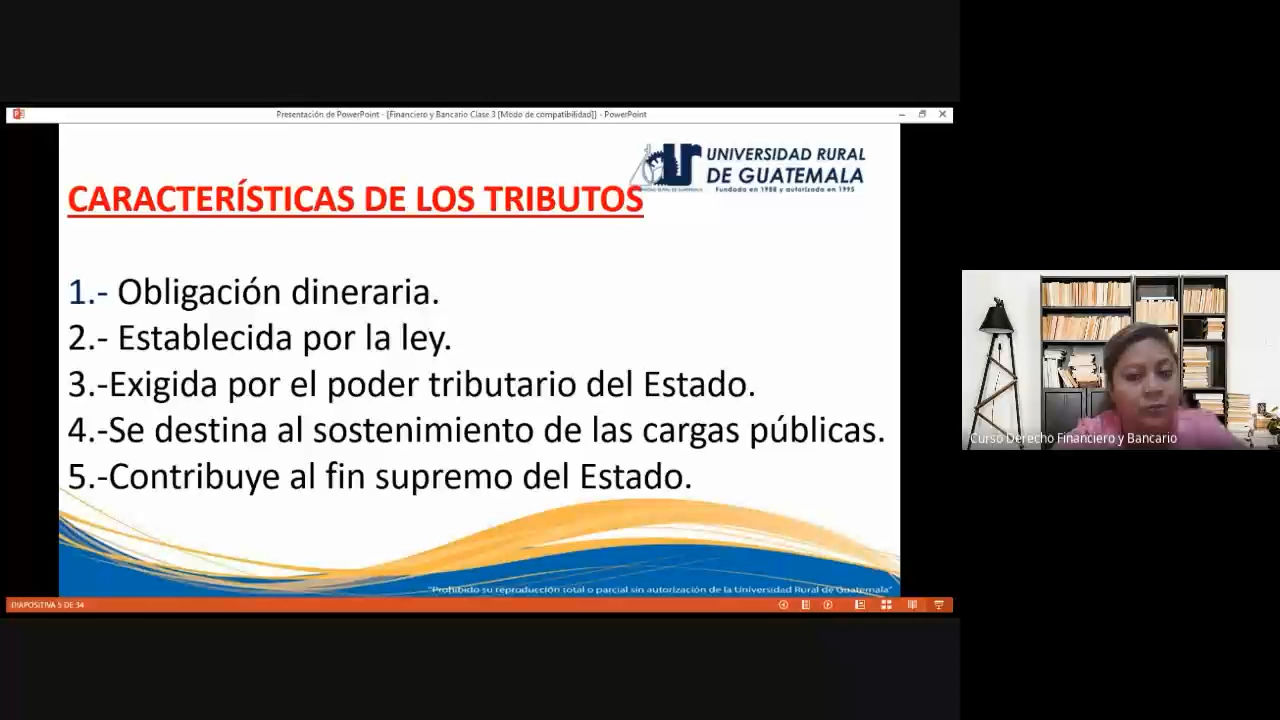 Presentación de PowerPoint - [Financiero y Bancario Clase 3 [Modo de compatibilidad]] - PowerPoint
UNIVERSIDAD RURAL
DE GUATEMALA
Fundada en 1988 y autorizada en 1995
CARACTERÍSTICAS DE LOS TRIBUTOS
1.- Obligación dineraria.
2.- Establecida por la ley.
3.-Exigida por el poder tributario del Estado.
4.-Se destina al sostenimiento de las cargas públicas.
5.-Contribuye al fin supremo del Estado.
"Prohibido su reproducción total o parcial sin autorización de la Universidad Rural de Guatemala"
DIAPOSITIVA 5 DE 34
Curso Derecho Financiero y Bancario